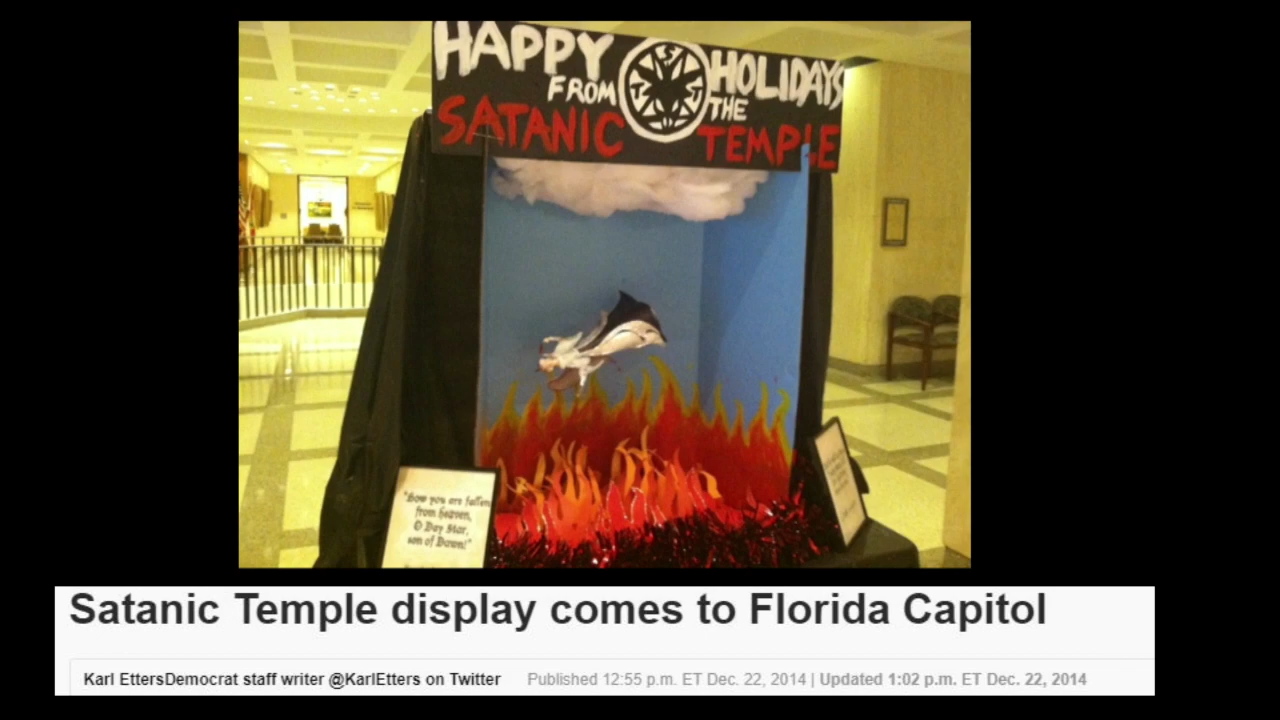 HAPPY HOLIDAYS
FROM THE
SATANIC TEMPLE
"How you are fallen
from heaven,
O Day Star,
son of Dawn!"
Satanic Temple display comes to Florida Capitol
Karl EttersDemocrat staff writer @KarlEtters on Twitter Published 12:55 p.m. ET Dec. 22, 2014 | Updated 1:02 p.m. ET Dec. 22, 2014